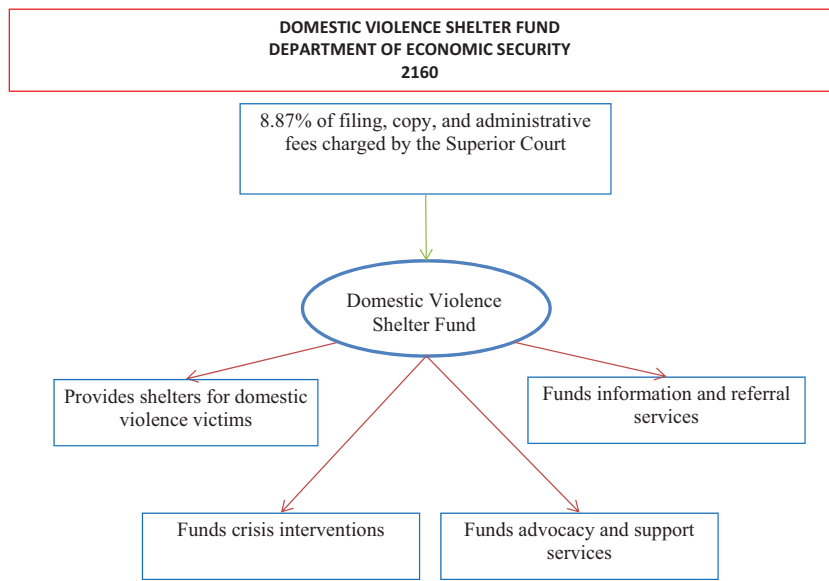 DOMESTIC VIOLENCE SHELTER FUND
DEPARTMENT OF ECONOMIC SECURITY
2160
8.87% of filing, copy, and administrative
fees charged by the Superior Court
Domestic Violence
Shelter Fund
Provides shelters for domestic
violence victims
Funds information and referral
services
Funds crisis interventions
Funds advocacy and support
services